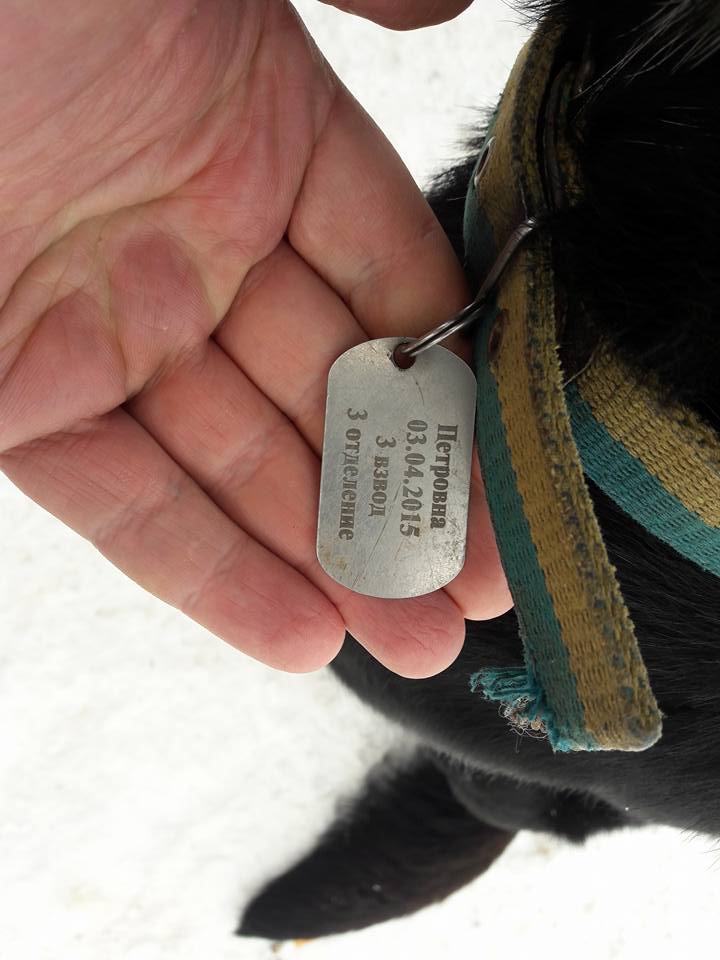 Петровна
03.04.2015
3 взвод
3 отделение